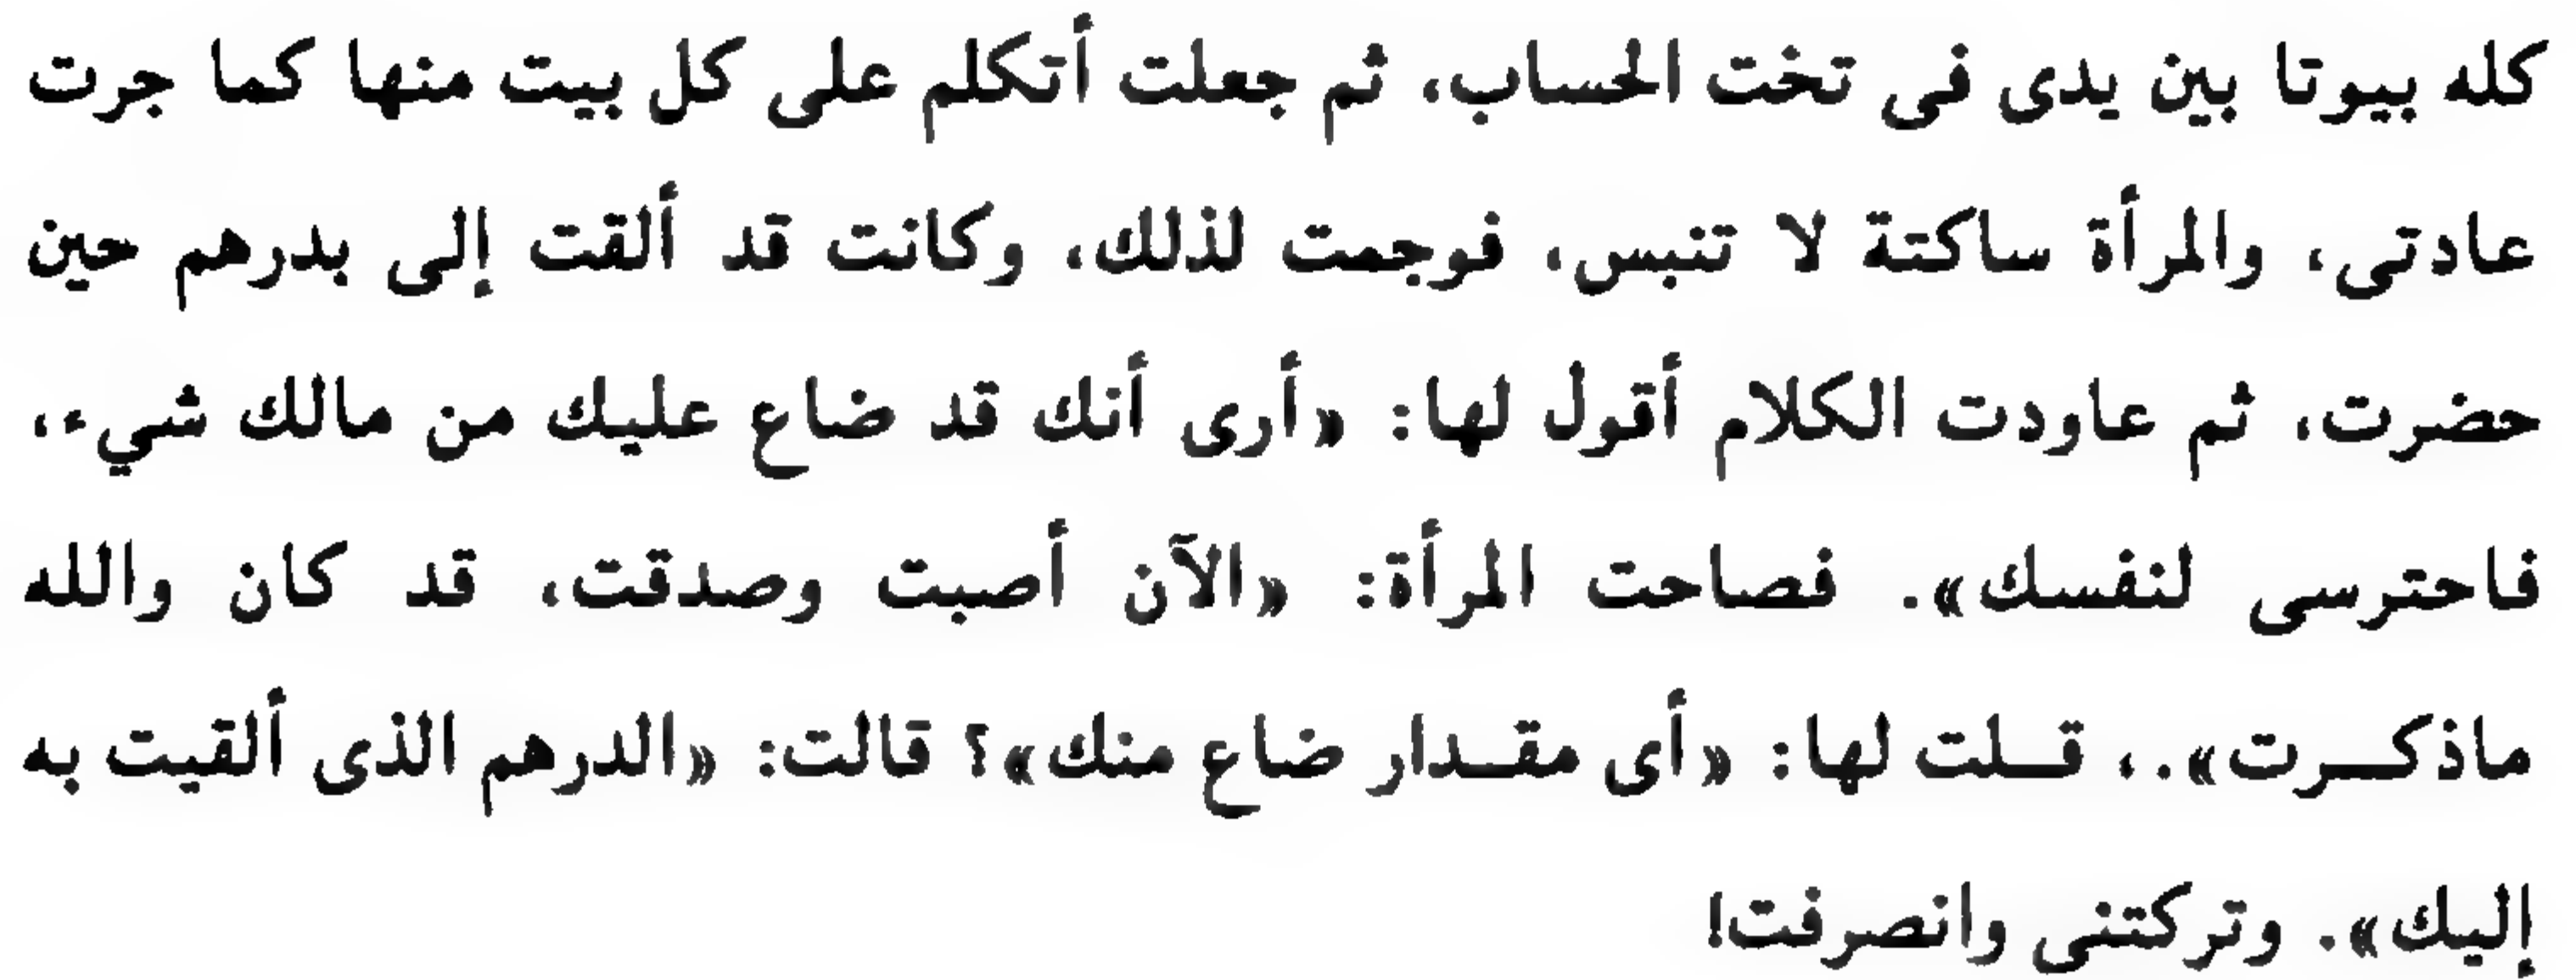 كله بيوتا بين يدى فى تخت الحساب، ثم جعلت أتكلم على كل بيت منها كما جرت
عادتى، والمرأة ساكتة لا تنبس، فوجمت لذلك، وكانت قد ألقت إلى بدرهم حين
حضرت، ثم عاودت الكلام أقول لها: «أرى أنك قد ضاع عليك من مالك شيء،
فاحترسى لنفسك». فصاحت المرأة: «الآن أصبت وصدقت، قد كان والله
ماذكـــرت».، قــلت لها: «أى مقــدار ضاع منك»؟ قالت: «الدرهم الذى ألقيت به
إليك». وتركتنى وانصرفت!